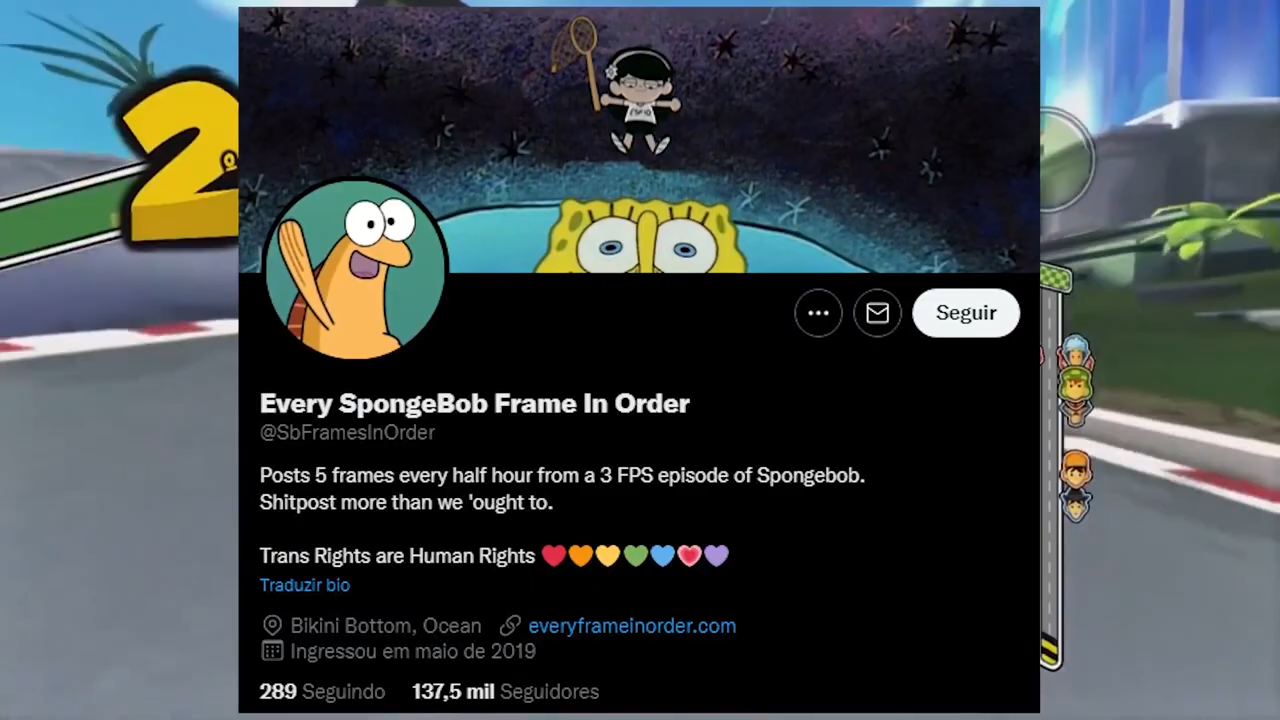 2
Seguir
Every SpongeBob Frame In Order
@SbFramesInOrder
Posts 5 frames every half hour from a 3 FPS episode of Spongebob.
Shitpost more than we 'ought to.
Trans Rights are Human Rights ❤️🧡💛💚💙💗💜
Traduzir bio
Bikini Bottom, Ocean everyframeinorder.com
Ingressou em maio de 2019
289 Seguindo 137,5 mil Seguidores